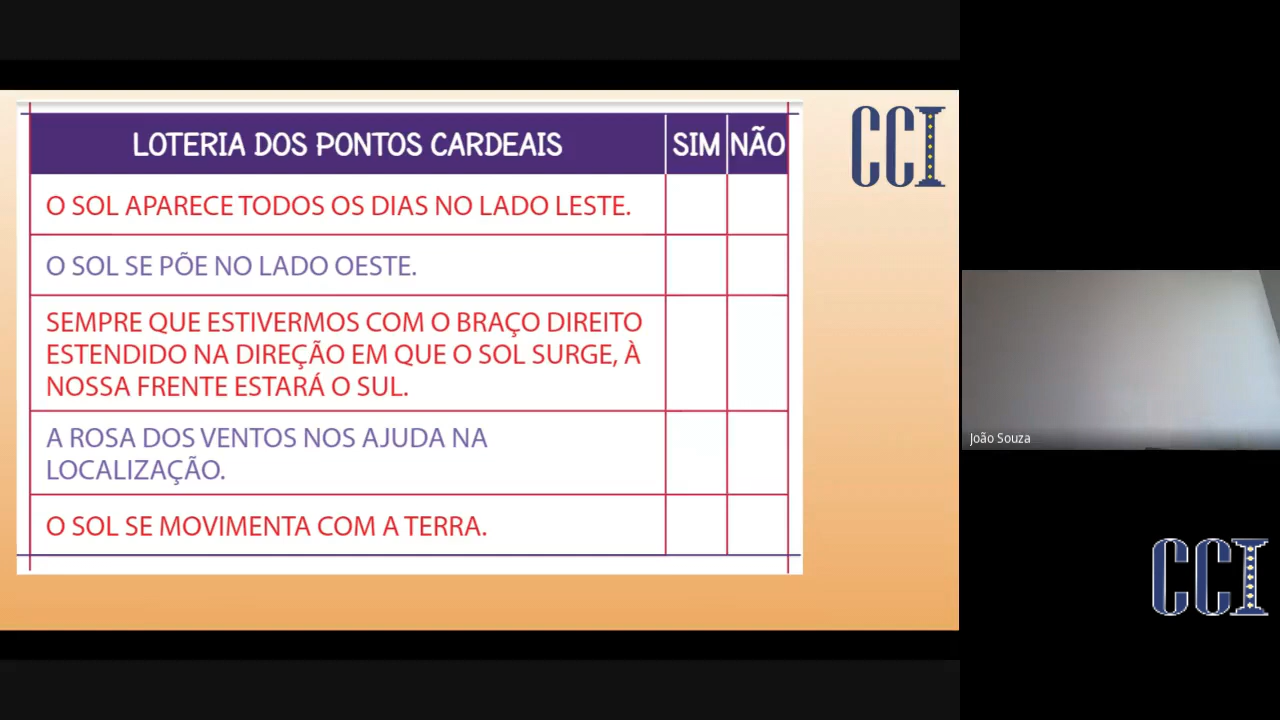 LOTERIA DOS PONTOS CARDEAIS SIM NÃO
O SOL APARECE TODOS OS DIAS NO LADO LESTE.
O SOL SE PÕE NO LADO OESTE.
SEMPRE QUE ESTIVERMOS COM O BRAÇO DIREITO
ESTENDIDO NA DIREÇÃO EM QUE O SOL SURGE, À
NOSSA FRENTE ESTARÁ O SUL.
A ROSA DOS VENTOS NOS AJUDA NA
LOCALIZAÇÃO.
O SOL SE MOVIMENTA COM A TERRA.
CCI
João Souza
CCI